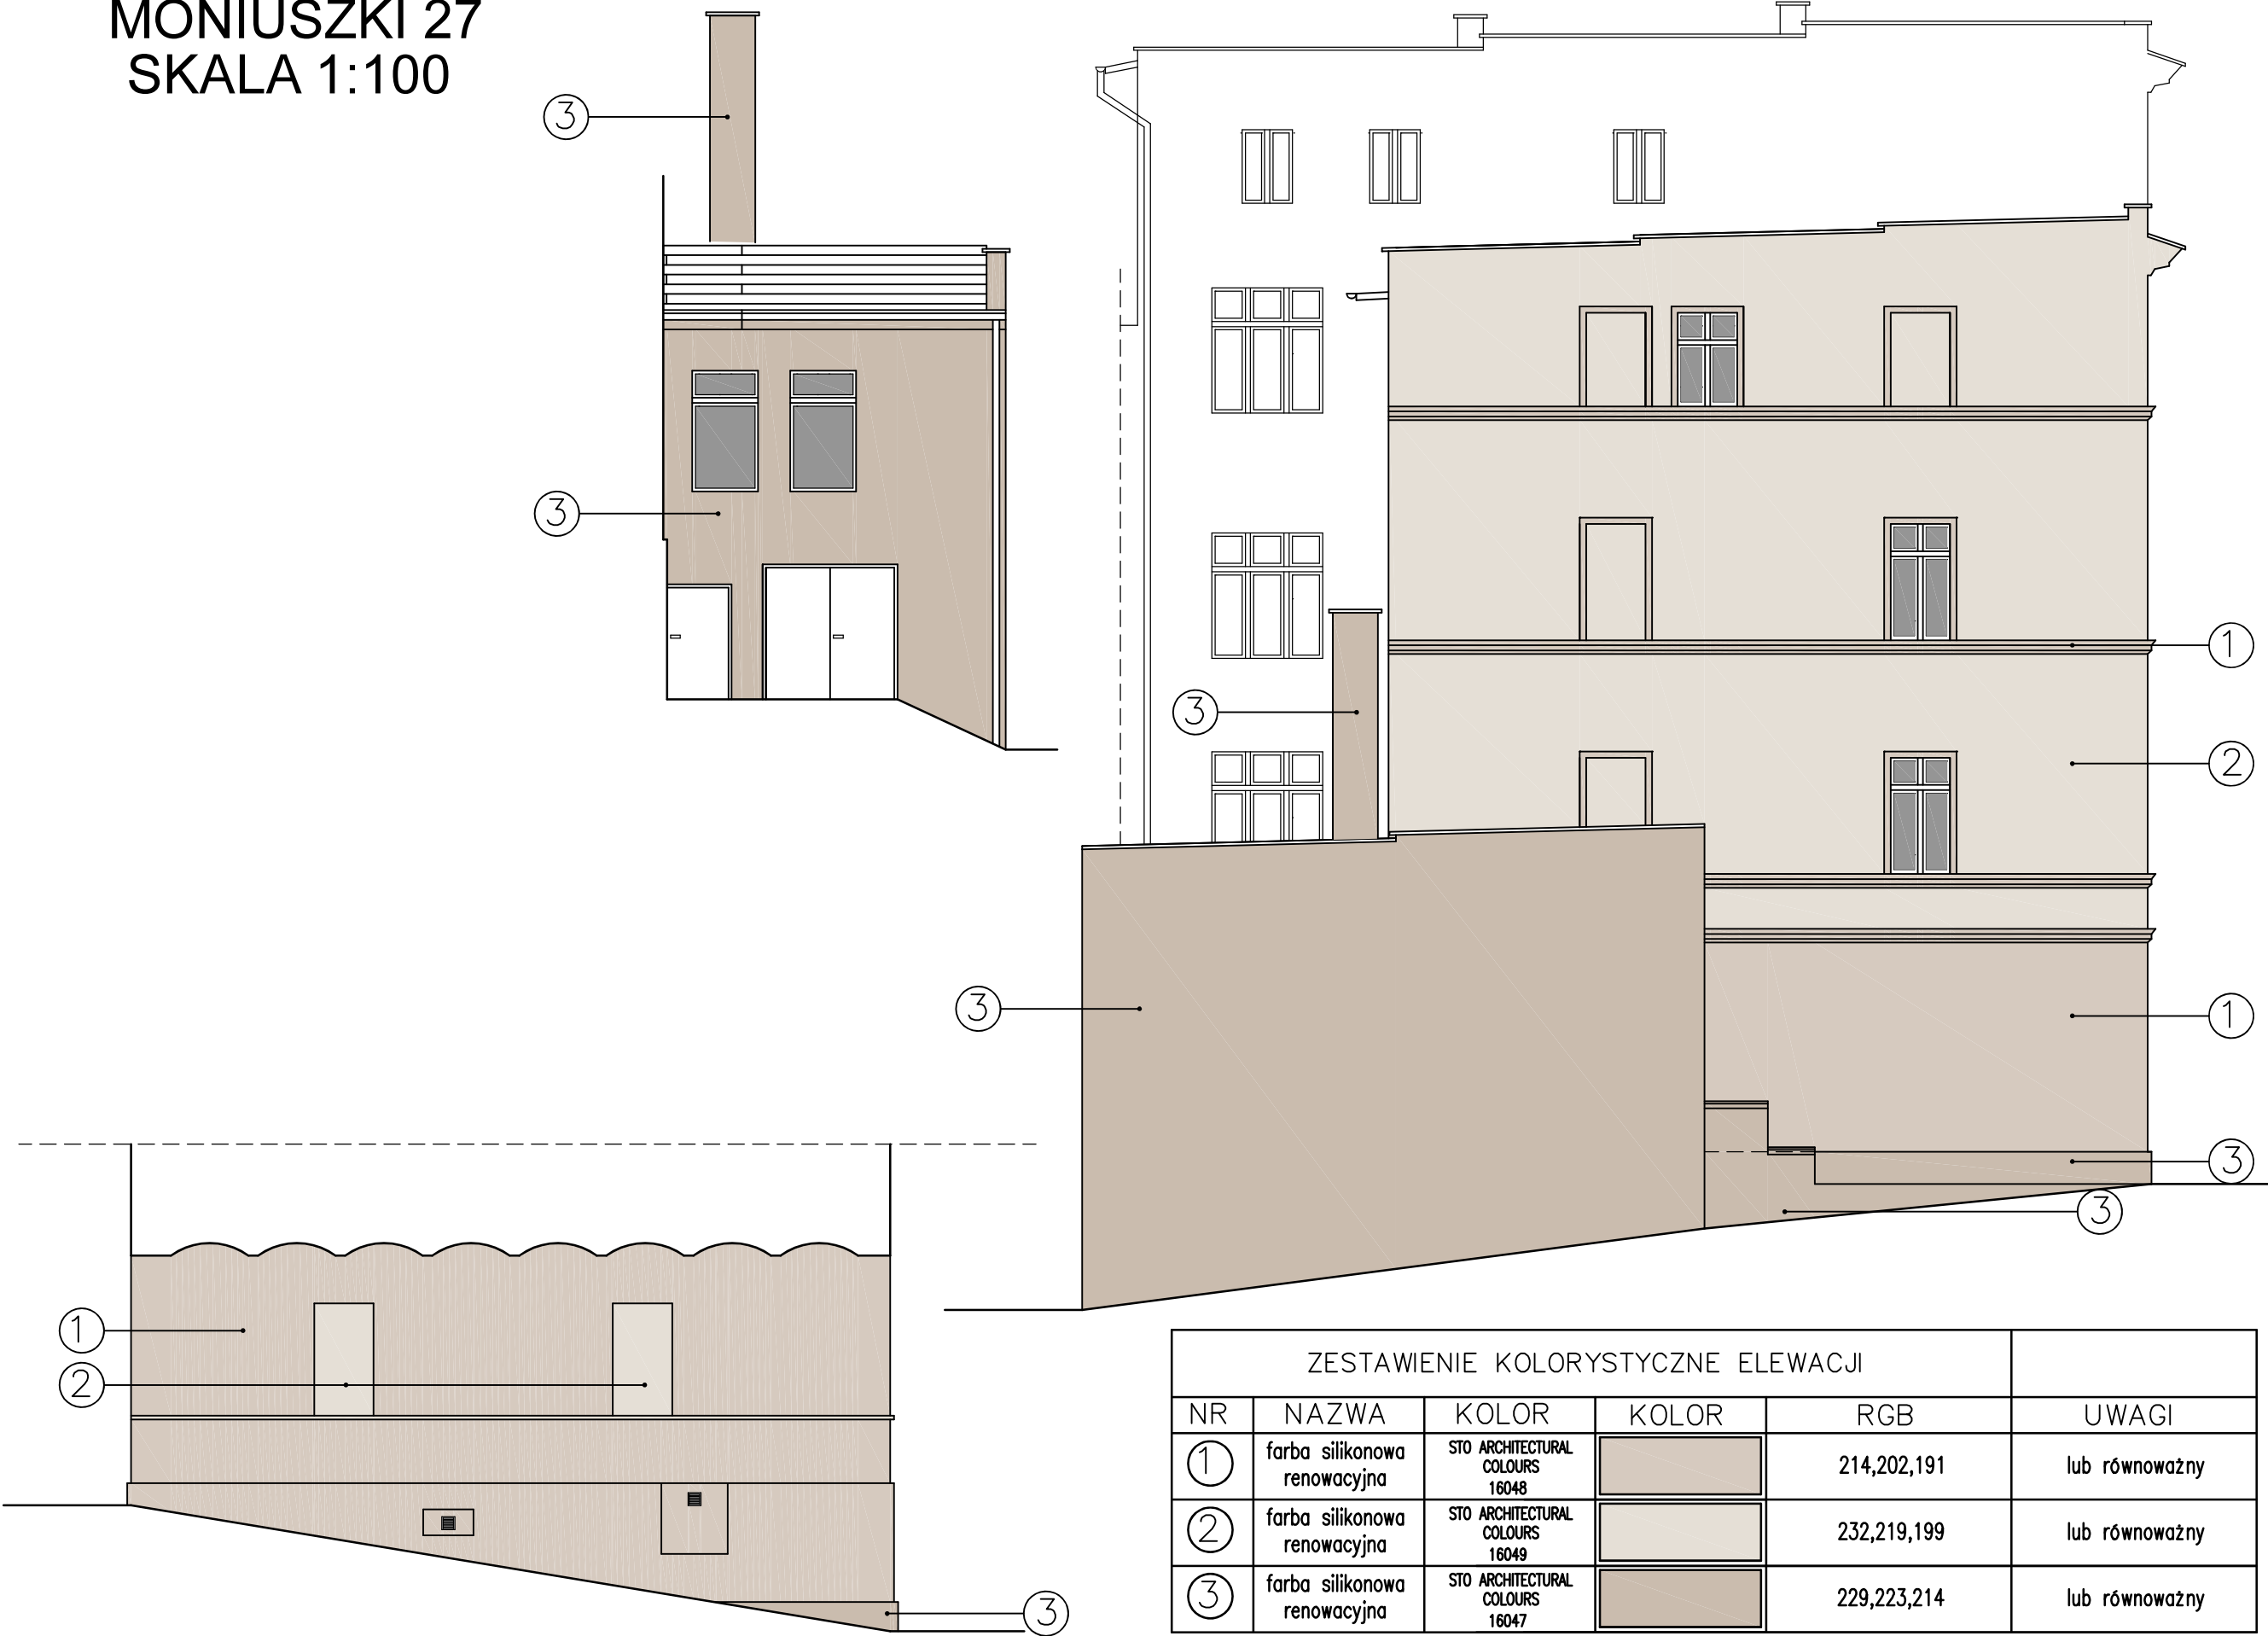 MONIUSZKI 27
SKALA 1:100
3
3
1
3
2
3
1
3
3
1
2
3
ZESTAWIENIE KOLORYSTYCZNE ELEWACJI
NR NAZWA KOLOR KOLOR RGB UWAGI
1 farba silikonowa renowacyjna STO ARCHITECTURAL COLOURS 16048 214,202,191 lub równoważny
2 farba silikonowa renowacyjna STO ARCHITECTURAL COLOURS 16049 232,219,199 lub równoważny
3 farba silikonowa renowacyjna STO ARCHITECTURAL COLOURS 16047 229,223,214 lub równoważny